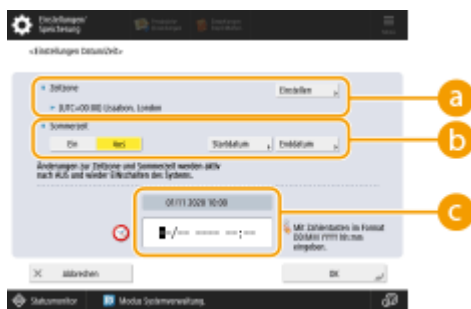 Einstellungen/
Speicherung
<Einstellungen Datum/Zeit>
Zeitzone
Einstellen
(UTC+00:00) Lissabon, London
a
Sommerzeit
Ein
Aus
Startdatum
Enddatum
b
Änderungen zur Zeitzone und Sommerzeit werden aktiv
nach AUS und wieder EINschalten des Systems.
01/11 2020 10:00
--/-- ---- --:--
c
Mit Zahlentasten im Format
DD/MM YYYY hh:mm
eingeben.
Abbrechen
OK
Statusmonitor
Modus Systemverwaltung.